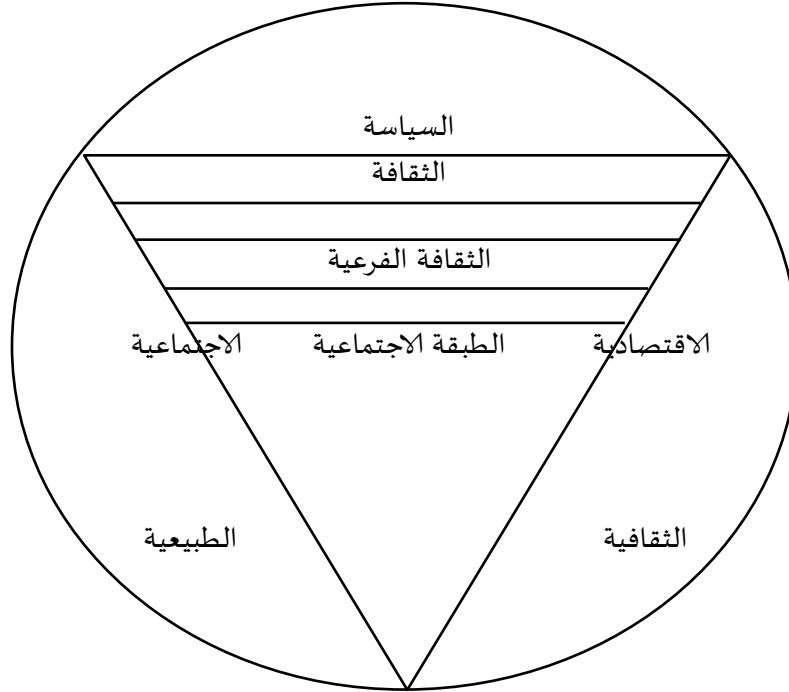 السياسة
الثقافة
الثقافة الفرعية
الاقتصادية الطبقة الاجتماعية الاجتماعية
الثقافية الطبيعية